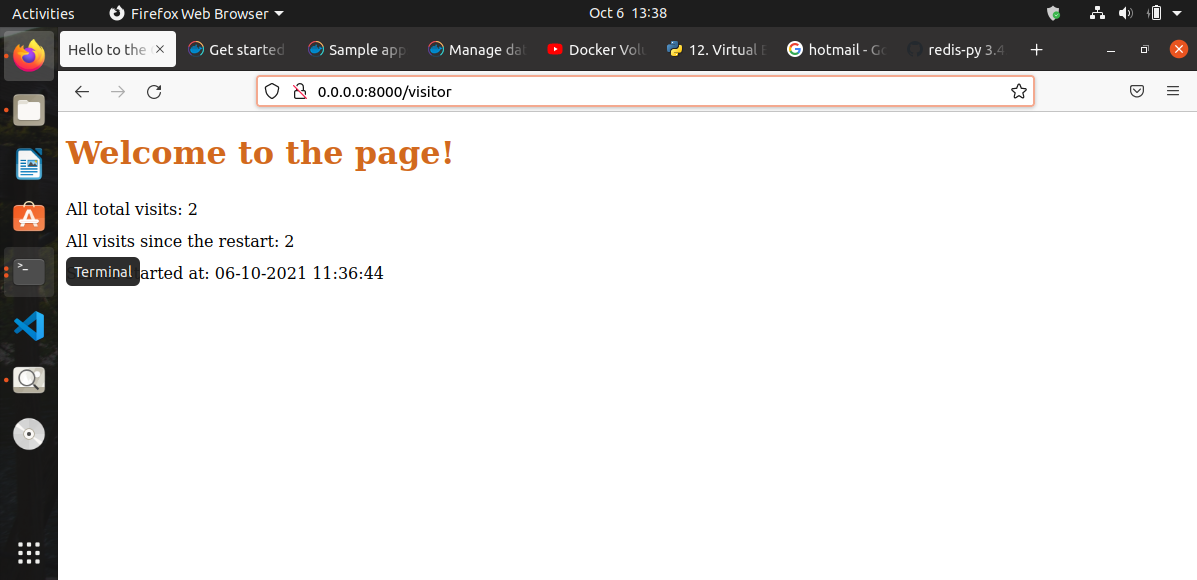 Activities
Firefox Web Browser
Oct 6 13:38
Hello to the
Get started
Sample app
Manage da
Docker Vol
12. Virtual E
hotmail - Go
redis-py 3.4
0.0.0.0:8000/visitor
Welcome to the page!
All total visits: 2
All visits since the restart: 2
Terminal
arted at: 06-10-2021 11:36:44